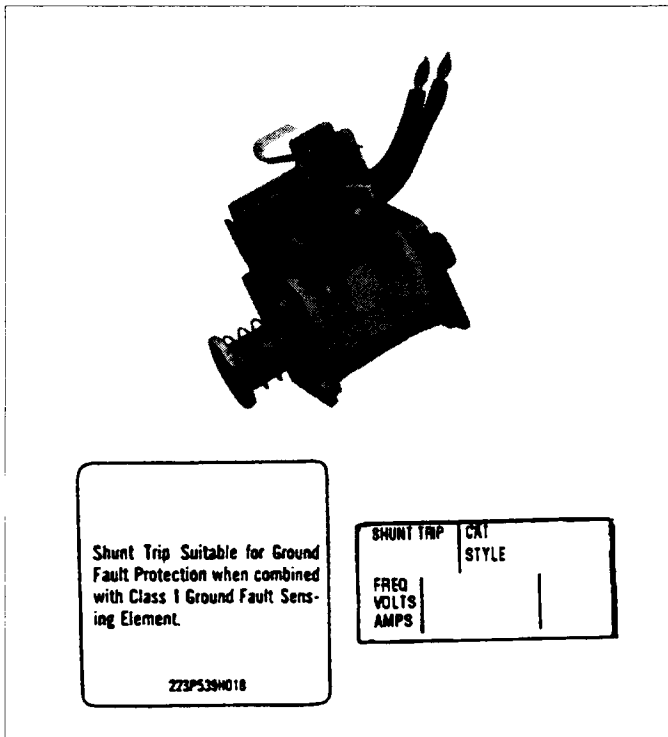 Shunt Trip Suitable for Ground
Fault Protection when combined
with Class 1 Ground Fault Sens-
ing Element.
223P539H018
SHUNT TRIP CAT
STYLE
FREQ
VOLTS
AMPS